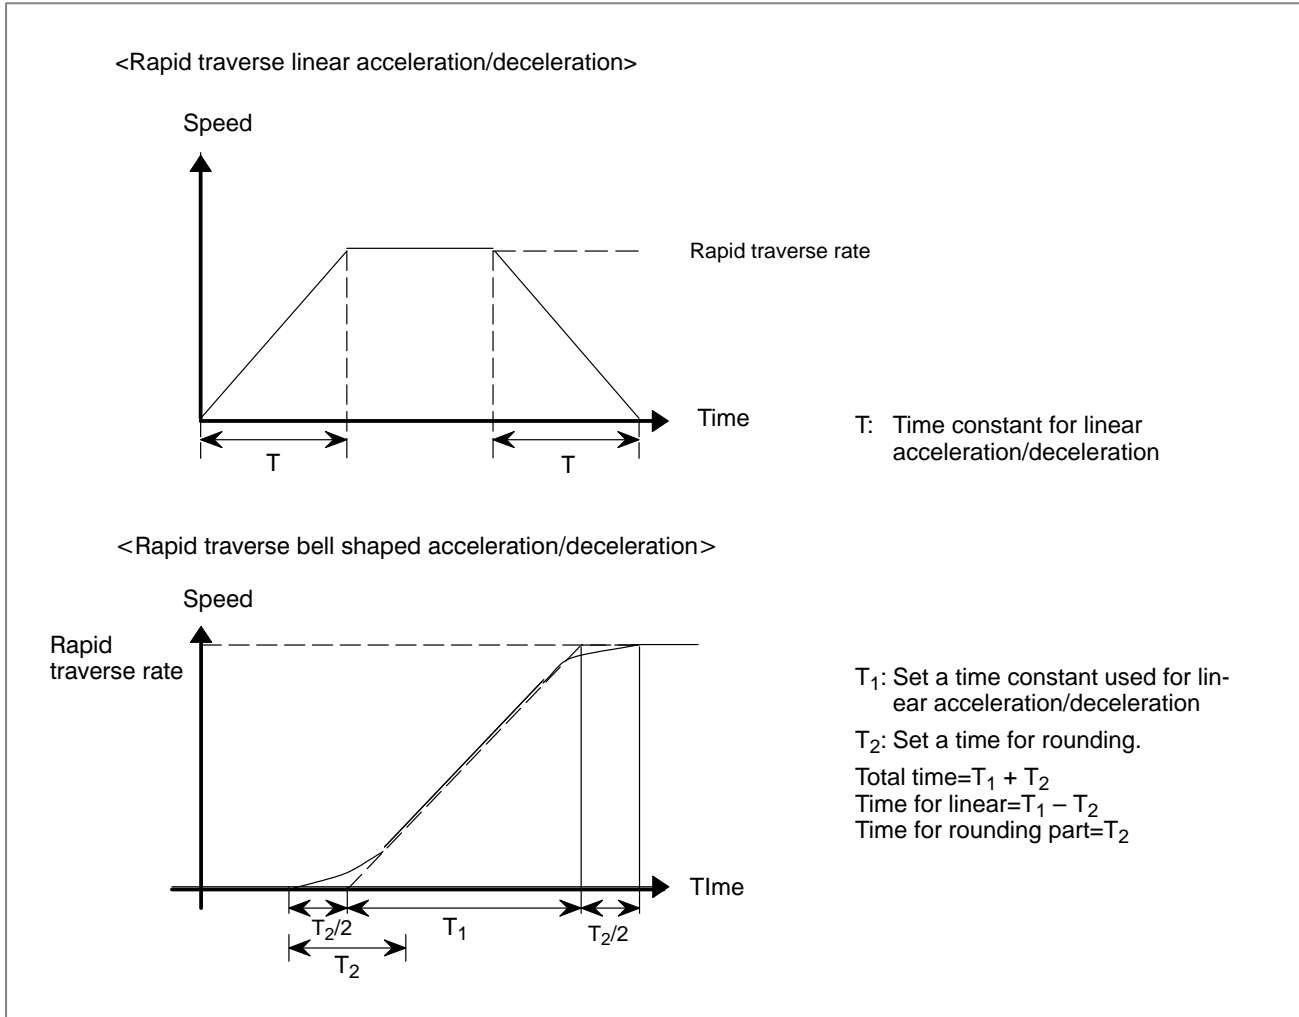 <Rapid traverse linear acceleration/deceleration>
Speed
Rapid traverse rate
Time
T
T
T: Time constant for linear
acceleration/deceleration
<Rapid traverse bell shaped acceleration/deceleration>
Speed
Rapid
traverse rate
TIme
T₂/2
T₁
T₂/2
T₂
T₁: Set a time constant used for lin-
ear acceleration/deceleration
T₂: Set a time for rounding.
Total time=T₁ + T₂
Time for linear=T₁ – T₂
Time for rounding part=T₂